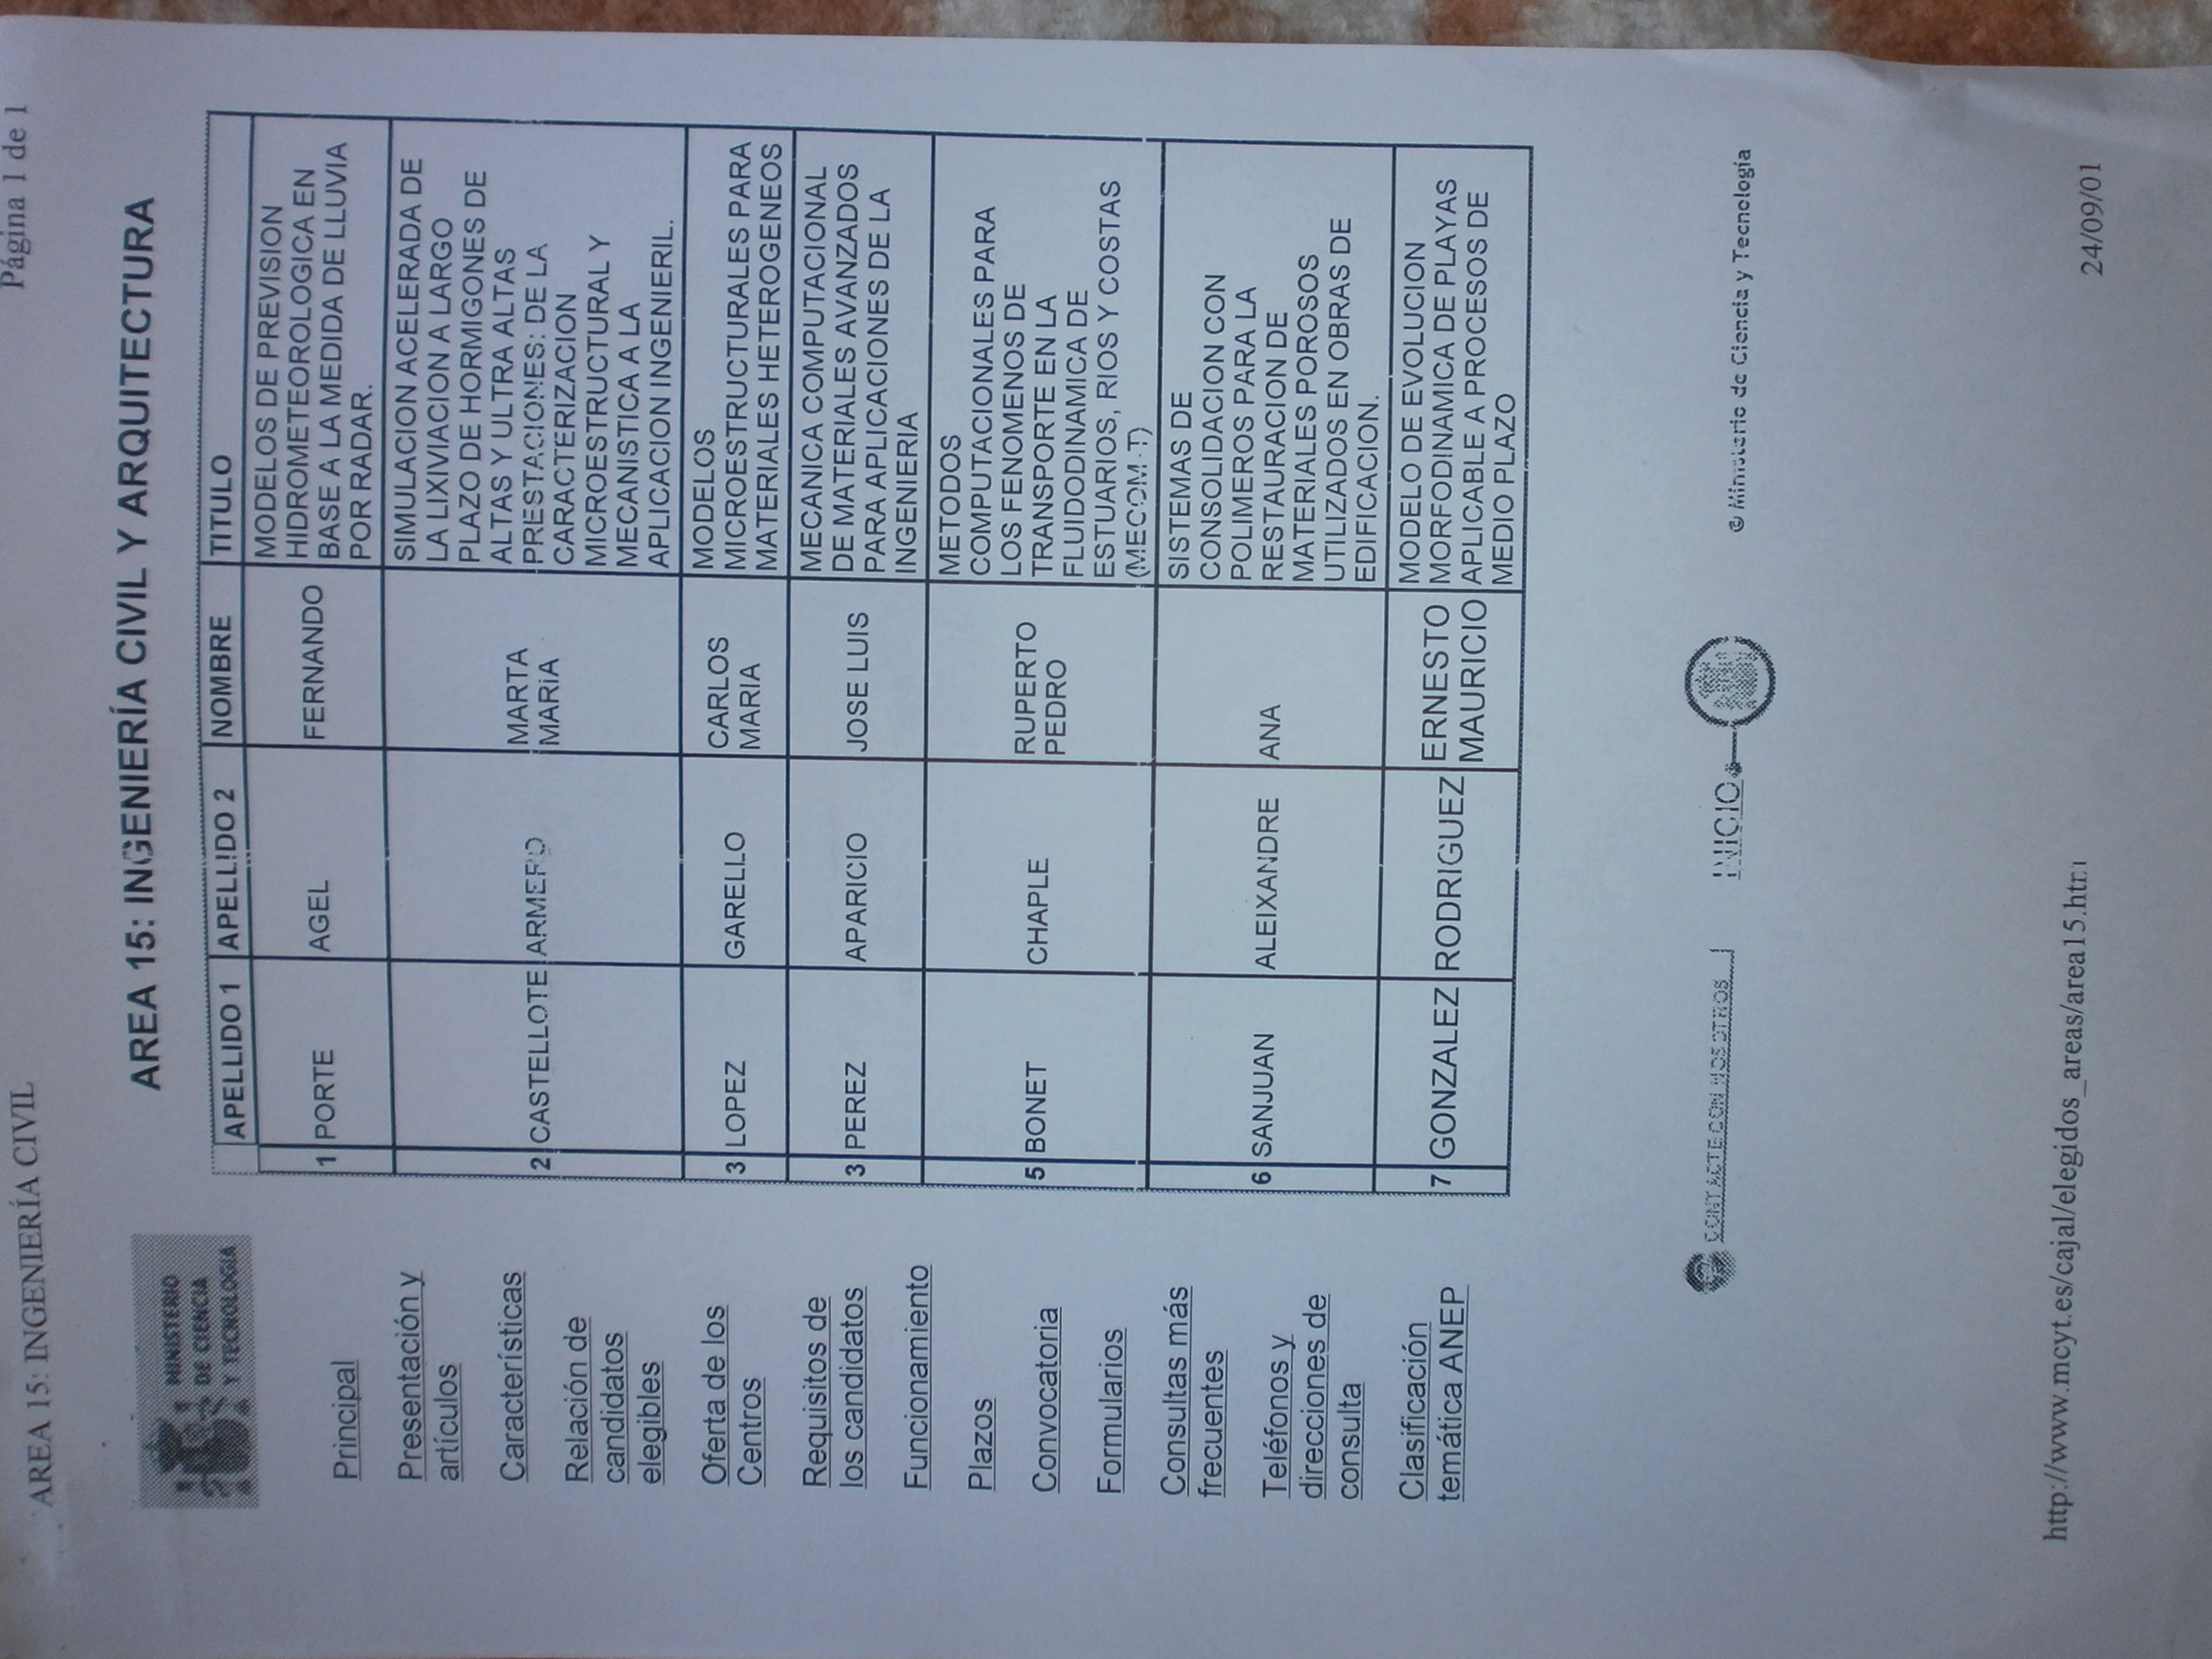 AREA 15: INGENIERÍA CIVIL
Página 1 de 1
MINISTERIO
DE CIENCIA
Y TECNOLOGIA
AREA 15: INGENIERÍA CIVIL Y ARQUITECTURA
Principal
Presentación y
artículos
Características
Relación de
candidatos
elegibles
Oferta de los
Centros
Requisitos de
los candidatos
Funcionamiento
Plazos
Convocatoria
Formularios
Consultas más
frecuentes
Teléfonos y
direcciones de
consulta
Clasificación
temática ANEP
APELLIDO 1 APELLIDO 2 NOMBRE TITULO
1 PORTE AGEL FERNANDO
MODELOS DE PREVISION
HIDROMETEOROLOGICA EN
BASE A LA MEDIDA DE LLUVIA
POR RADAR.
2 CASTELLOTE ARMERO
MARTA
MARIA
SIMULACION ACELERADA DE
LA LIXIVIACION A LARGO
PLAZO DE HORMIGONES DE
ALTAS Y ULTRA ALTAS
PRESTACIONES: DE LA
CARACTERIZACION
MICROESTRUCTURAL Y
MECANISTICA A LA
APLICACION INGENIERIL.
3 LOPEZ GARELLO
CARLOS
MARIA
MODELOS
MICROESTRUCTURALES PARA
MATERIALES HETEROGENEOS
3 PEREZ APARICIO JOSE LUIS
MECANICA COMPUTACIONAL
DE MATERIALES AVANZADOS
PARA APLICACIONES DE LA
INGENIERIA
5 BONET CHAPLE
RUPERTO
PEDRO
METODOS
COMPUTACIONALES PARA
LOS FENOMENOS DE
TRANSPORTE EN LA
FLUIDODINAMICA DE
ESTUARIOS, RIOS Y COSTAS
(MECOM-T)
6 SANJUAN ALEIXANDRE ANA
SISTEMAS DE
CONSOLIDACION CON
POLIMEROS PARA LA
RESTAURACION DE
MATERIALES POROSOS
UTILIZADOS EN OBRAS DE
EDIFICACION.
7 GONZALEZ RODRIGUEZ
ERNESTO
MAURICIO
MODELO DE EVOLUCION
MORFODINAMICA DE PLAYAS
APLICABLE A PROCESOS DE
MEDIO PLAZO
CONTACTE CON NOSOTROS
INICIO
© Ministerio de Ciencia y Tecnología
http://www.mcyt.es/cajal/elegidos_areas/area15.htm
24/09/01